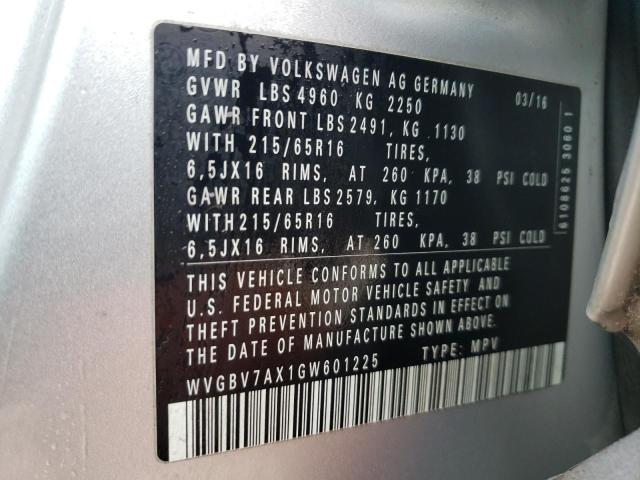 MFD BY VOLKSWAGEN AG GERMANY
GVWR LBS 4960 KG 2250 03/16
GAWR FRONT LBS 2491, KG 1130
WITH 215/65R16 TIRES,
6,5JX16 RIMS, AT 260 KPA, 38 PSI COLD
GAWR REAR LBS 2579, KG 1170
WITH 215/65R16 TIRES,
6,5JX16 RIMS, AT 260 KPA, 38 PSI COLD
THIS VEHICLE CONFORMS TO ALL APPLICABLE
U.S. FEDERAL MOTOR VEHICLE SAFETY AND
THEFT PREVENTION STANDARDS IN EFFECT ON
THE DATE OF MANUFACTURE SHOWN ABOVE.
WVGBV7AX1GW601225 TYPE: MPV
6108625 3060 1